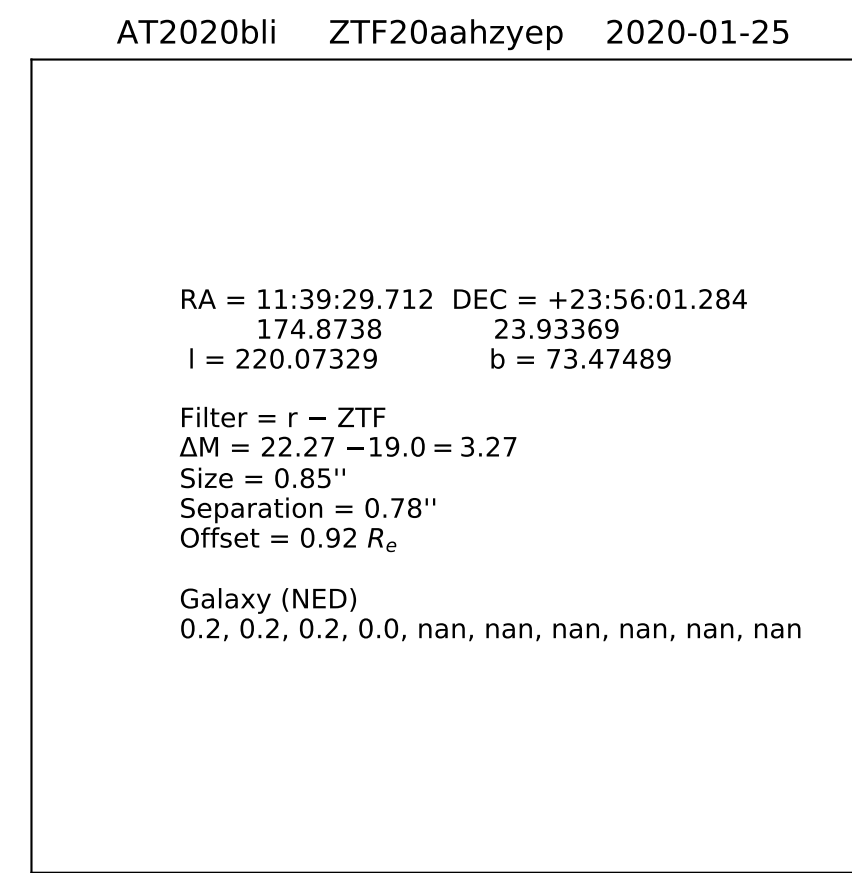 AT2020bli ZTF20aahzyep 2020-01-25
RA = 11:39:29.712 DEC = +23:56:01.284
174.8738 23.93369
l = 220.07329 b = 73.47489
Filter = r − ZTF
ΔM = 22.27 −19.0 = 3.27
Size = 0.85''
Separation = 0.78''
Offset = 0.92 Re
Galaxy (NED)
0.2, 0.2, 0.2, 0.0, nan, nan, nan, nan, nan, nan